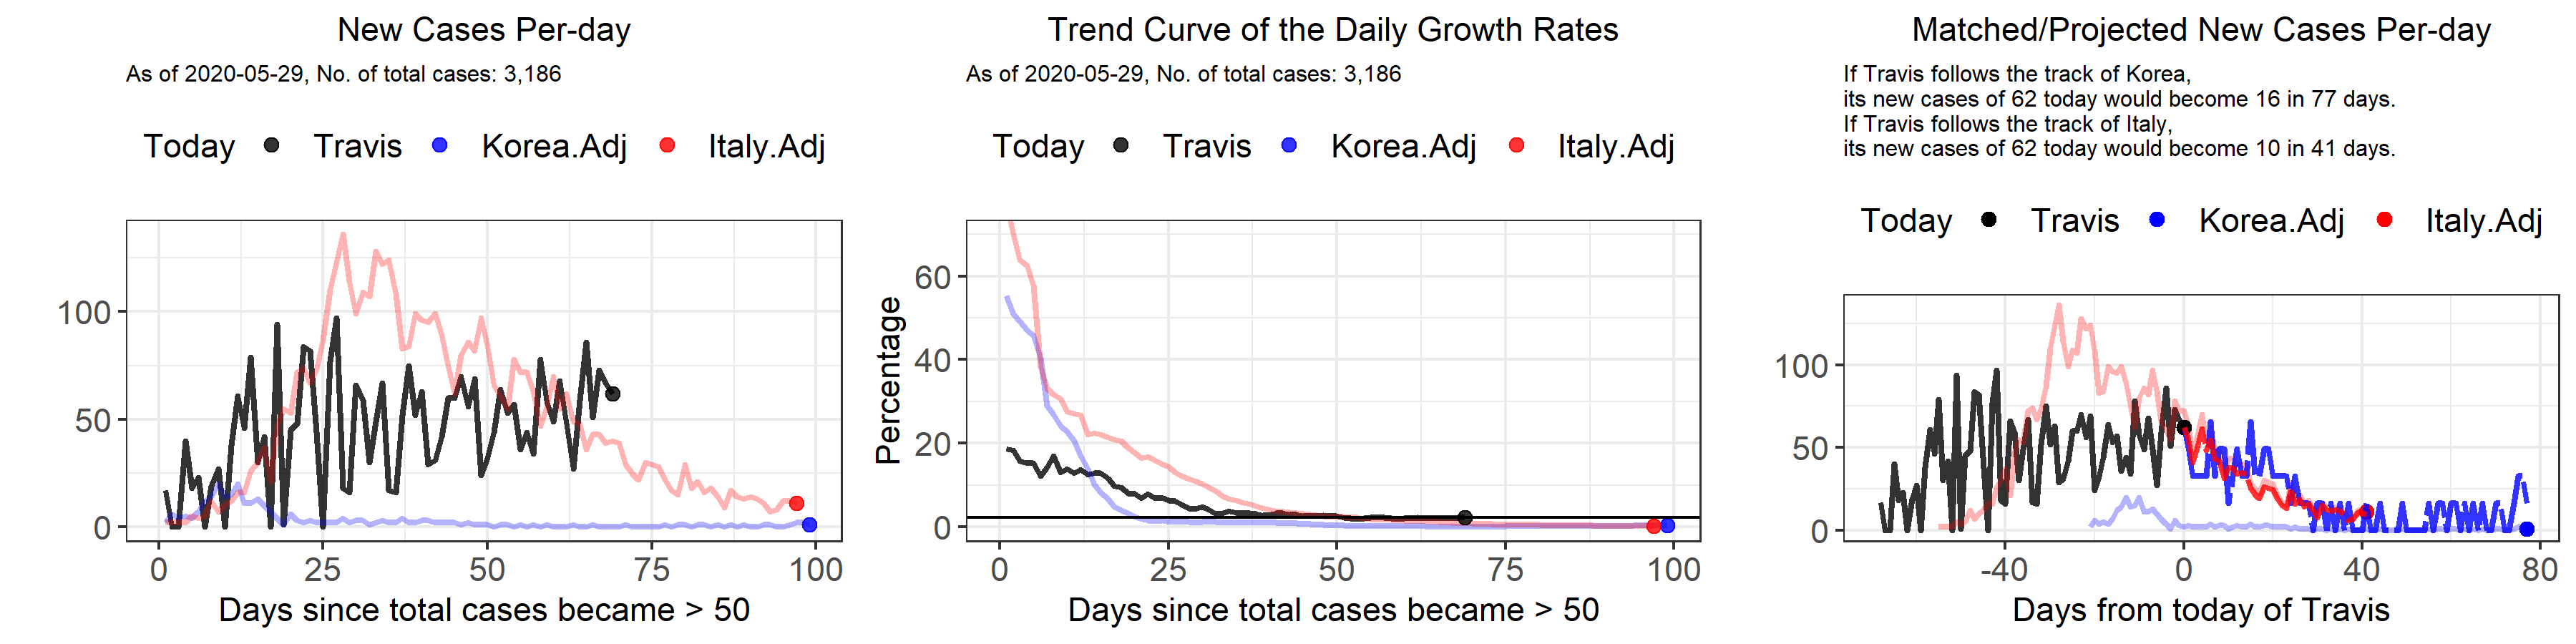 New Cases Per-day
As of 2020-05-29, No. of total cases: 3,186
Today Travis Korea.Adj Italy.Adj
100
50
0
0 25 50 75 100
Days since total cases became > 50
Trend Curve of the Daily Growth Rates
As of 2020-05-29, No. of total cases: 3,186
Today Travis Korea.Adj Italy.Adj
Percentage
60
40
20
0
0 25 50 75 100
Days since total cases became > 50
Matched/Projected New Cases Per-day
If Travis follows the track of Korea,
its new cases of 62 today would become 16 in 77 days.
If Travis follows the track of Italy,
its new cases of 62 today would become 10 in 41 days.
Today Travis Korea.Adj Italy.Adj
100
50
0
-40 0 40 80
Days from today of Travis